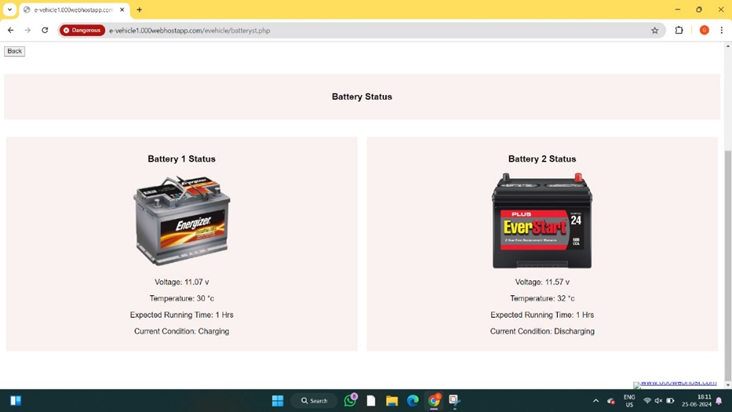 e-vehicle1.000webhostapp.com
Dangerous
e-vehicle1.000webhostapp.com/evehicle/batteryst.php
Back
Battery Status
Battery 1 Status
Battery 2 Status
Energizer
PLUS
EverStart
24
Voltage: 11.07 v
Voltage: 11.57 v
Temperature: 30 °c
Temperature: 32 °c
Expected Running Time: 1 Hrs
Expected Running Time: 1 Hrs
Current Condition: Charging
Current Condition: Discharging
www.000webhost.com
Search
ENG
US
18:11
25-06-2024